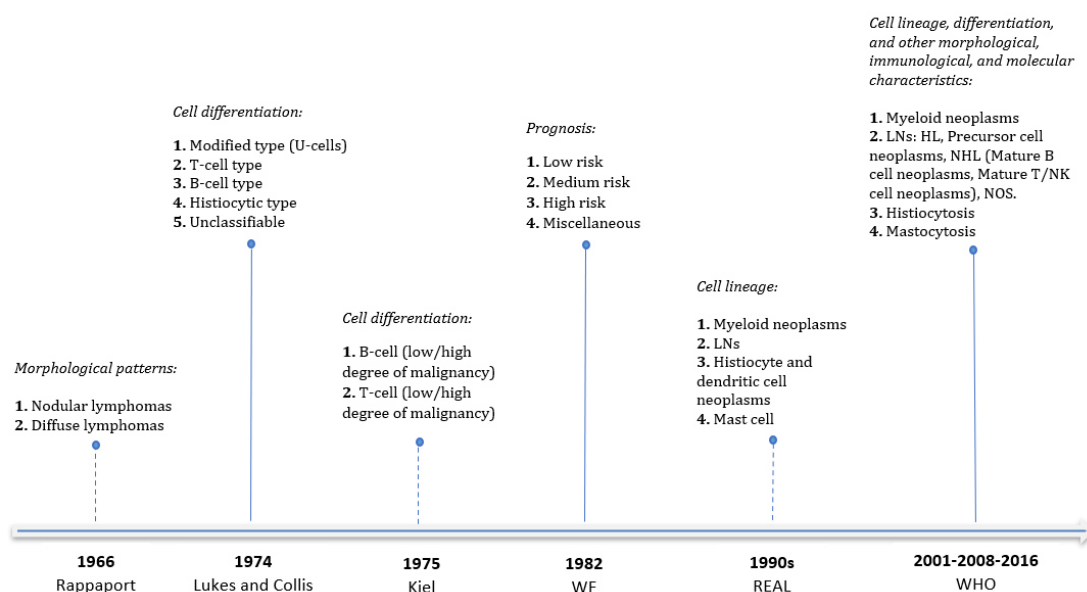 Morphological patterns:
1. Nodular lymphomas
2. Diffuse lymphomas
1966
Rappaport
Cell differentiation:
1. Modified type (U-cells)
2. T-cell type
3. B-cell type
4. Histiocytic type
5. Unclassifiable
1974
Lukes and Collis
Cell differentiation:
1. B-cell (low/high
degree of malignancy)
2. T-cell (low/high
degree of malignancy)
1975
Kiel
Prognosis:
1. Low risk
2. Medium risk
3. High risk
4. Miscellaneous
1982
WF
Cell lineage:
1. Myeloid neoplasms
2. LNs
3. Histiocyte and
dendritic cell
neoplasms
4. Mast cell
1990s
REAL
Cell lineage, differentiation,
and other morphological,
immunological, and molecular
characteristics:
1. Myeloid neoplasms
2. LNs: HL, Precursor cell
neoplasms, NHL (Mature B
cell neoplasms, Mature T/NK
cell neoplasms), NOS.
3. Histiocytosis
4. Mastocytosis
2001-2008-2016
WHO